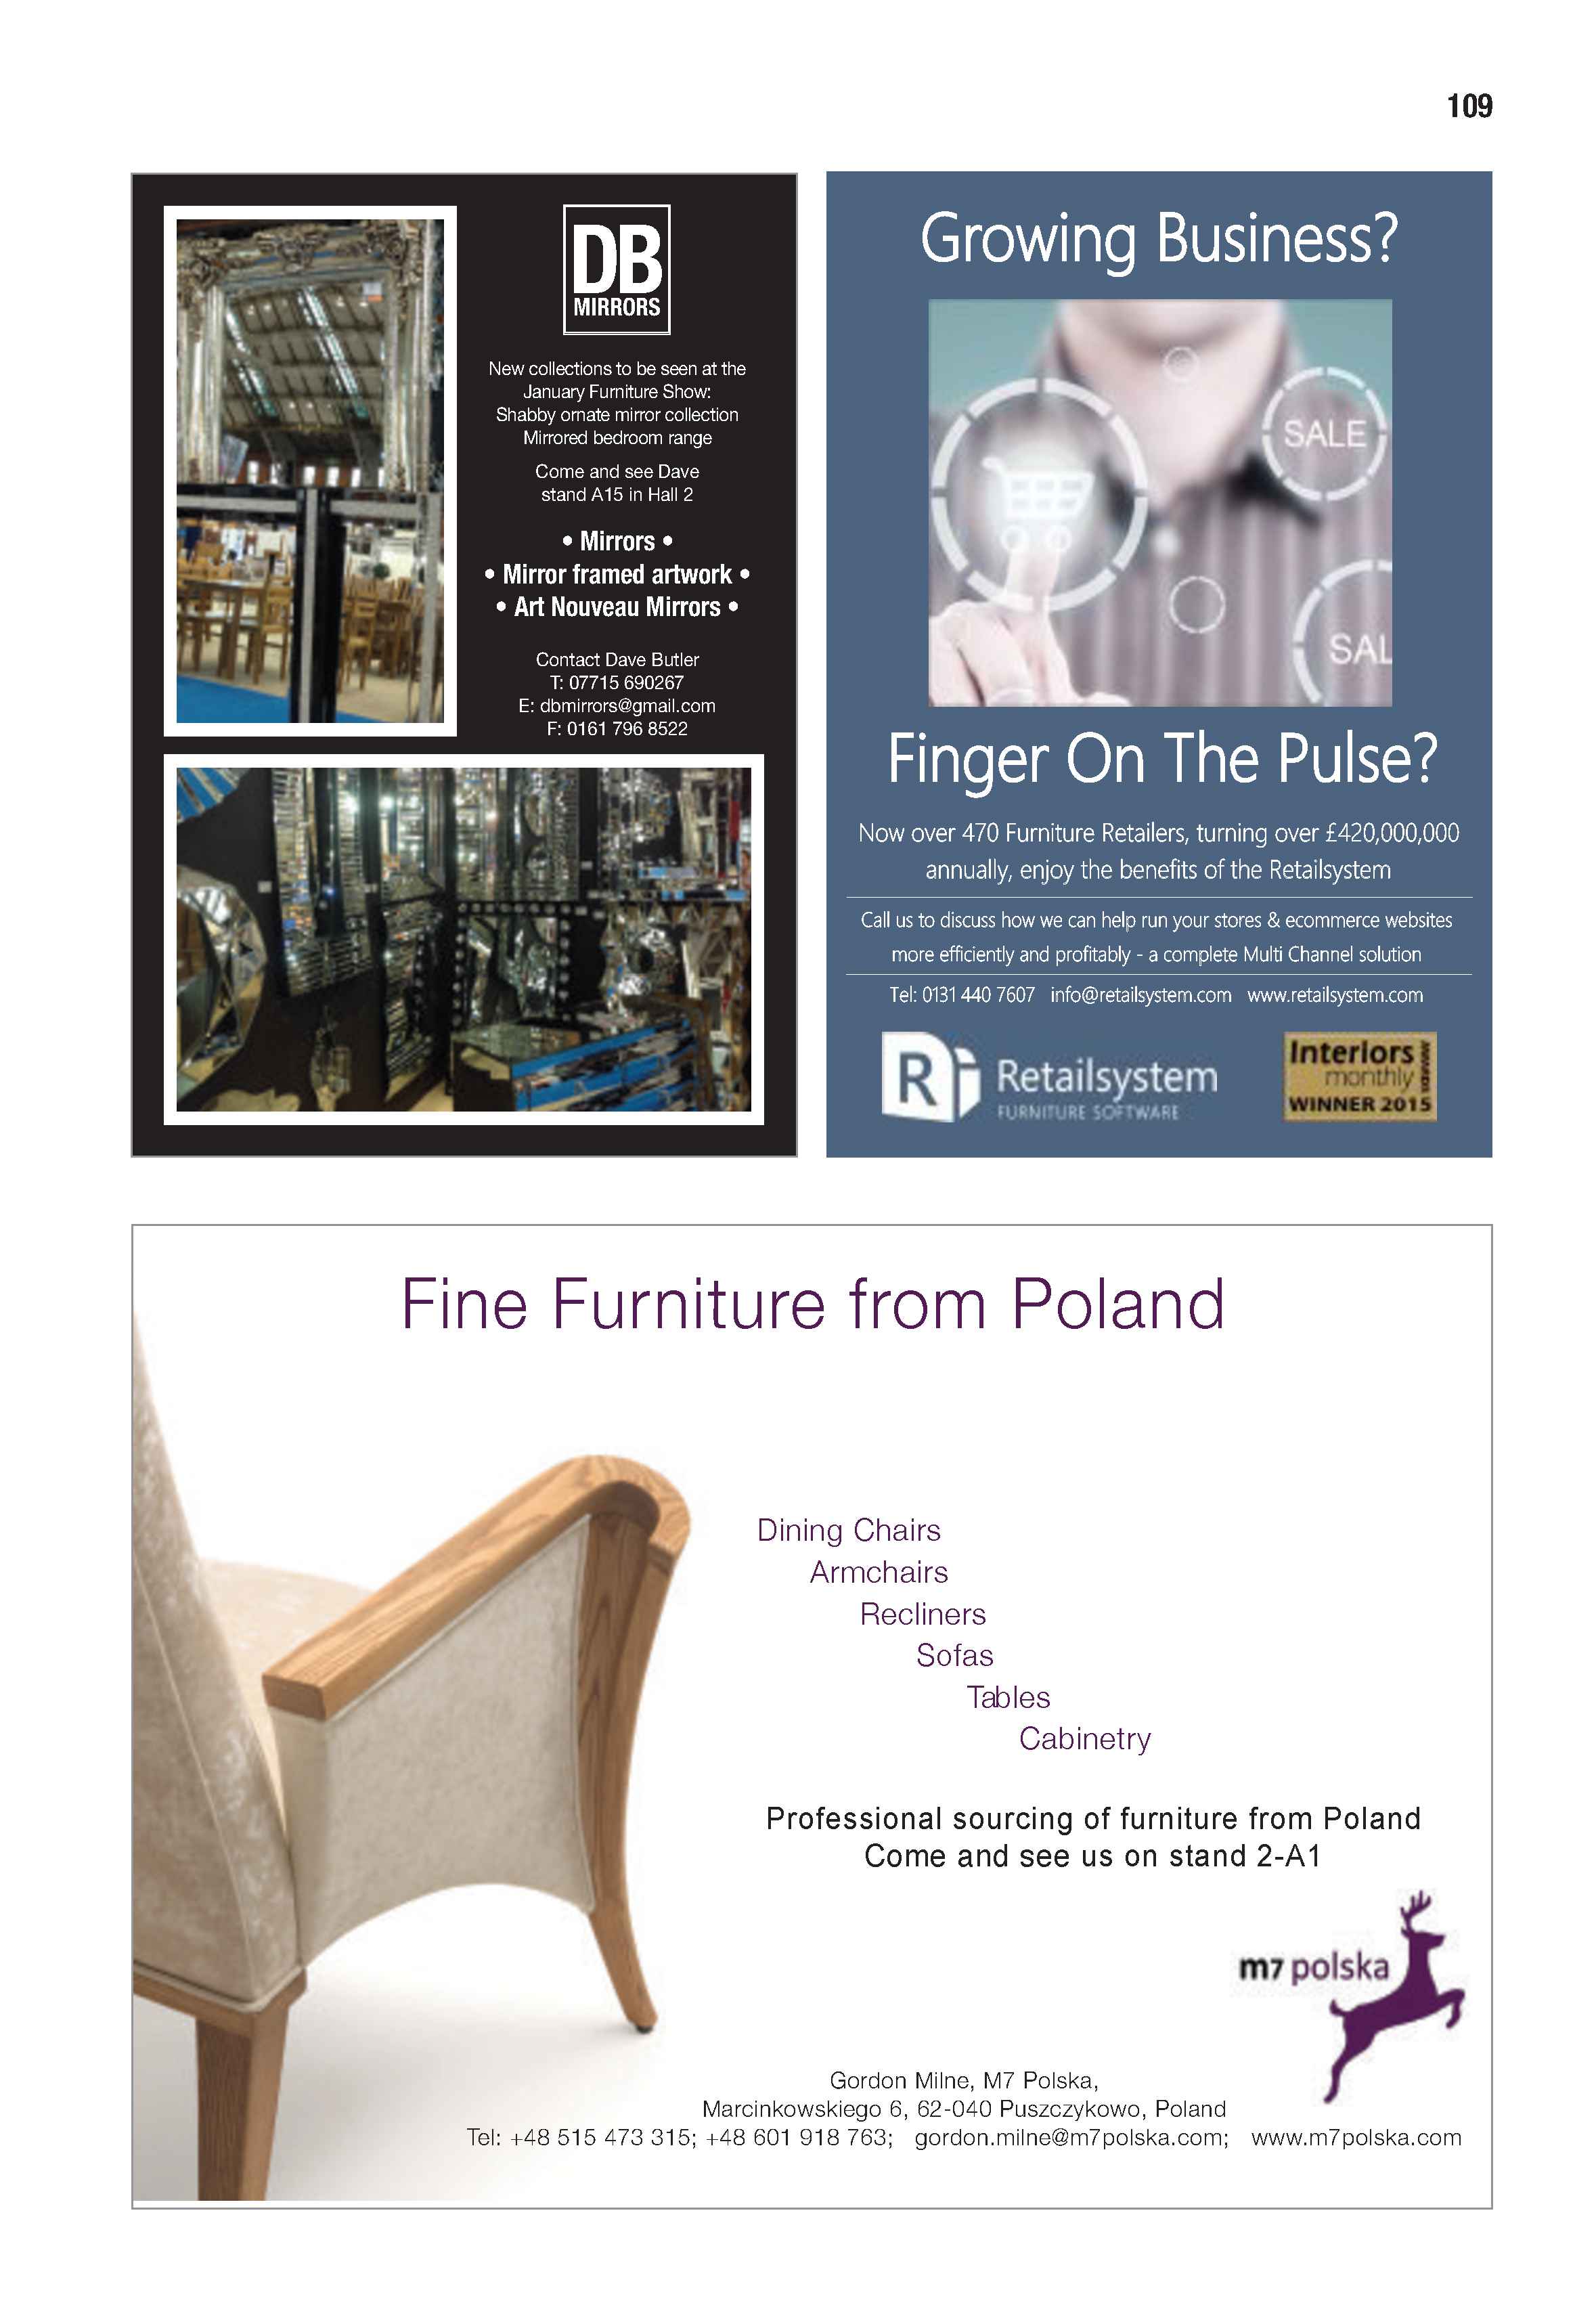 109
DB
MIRRORS
New collections to be seen at the
January Furniture Show:
Shabby ornate mirror collection
Mirrored bedroom range
Come and see Dave
stand A15 in Hall 2
• Mirrors •
• Mirror framed artwork •
• Art Nouveau Mirrors •
Contact Dave Butler
T: 07715 690267
E: dbmirrors@gmail.com
F: 0161 796 8522
Growing Business?
SALE
SAL
Finger On The Pulse?
Now over 470 Furniture Retailers, turning over £420,000,000
annually, enjoy the benefits of the Retailsystem
Call us to discuss how we can help run your stores & ecommerce websites
more efficiently and profitably - a complete Multi Channel solution
Tel: 0131 440 7607 info@retailsystem.com www.retailsystem.com
R
Retailsystem
FURNITURE SOFTWARE
Interiors
monthly
WINNER 2015
Fine Furniture from Poland
Dining Chairs
Armchairs
Recliners
Sofas
Tables
Cabinetry
Professional sourcing of furniture from Poland
Come and see us on stand 2-A1
m7 polska
Gordon Milne, M7 Polska,
Marcinkowskiego 6, 62-040 Puszczykowo, Poland
Tel: +48 515 473 315; +48 601 918 763; gordon.milne@m7polska.com; www.m7polska.com